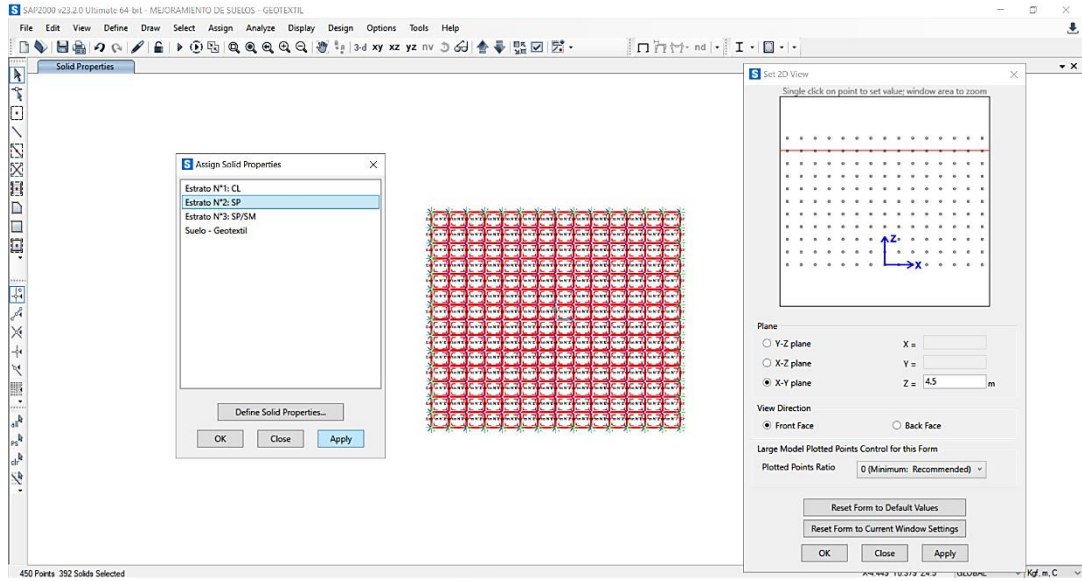 SAP2000 v23.2.0 Ultimate 64-bit - MEJORAMIENTO DE SUELOS - GEOTEXTIL
File Edit View Define Draw Select Assign Analyze Display Design Options Tools Help
3-d xy xz yz nv
nd
Solid Properties
Set 2D View
Single click on point to set value; window area to zoom
Z
X
Assign Solid Properties
Estrato N°1: CL
Estrato N°2: SP
Estrato N°3: SP/SM
Suelo - Geotextil
Define Solid Properties...
OK Close Apply
Plane
Y-Z plane X =
X-Z plane Y =
X-Y plane Z = 4.5 m
View Direction
Front Face Back Face
Large Model Plotted Points Control for this Form
Plotted Points Ratio 0 (Minimum: Recommended)
Reset Form to Default Values
Reset Form to Current Window Settings
OK Close Apply
all
PS
clr
450 Points 392 Solids Selected
GLOBAL Kgf, m, C